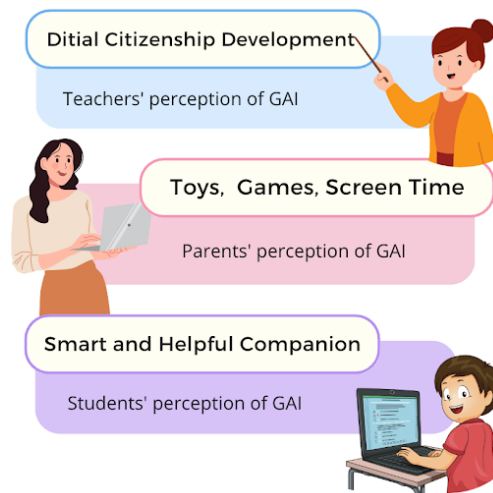 Ditial Citizenship Development
Teachers' perception of GAI
Toys, Games, Screen Time
Parents' perception of GAI
Smart and Helpful Companion
Students' perception of GAI